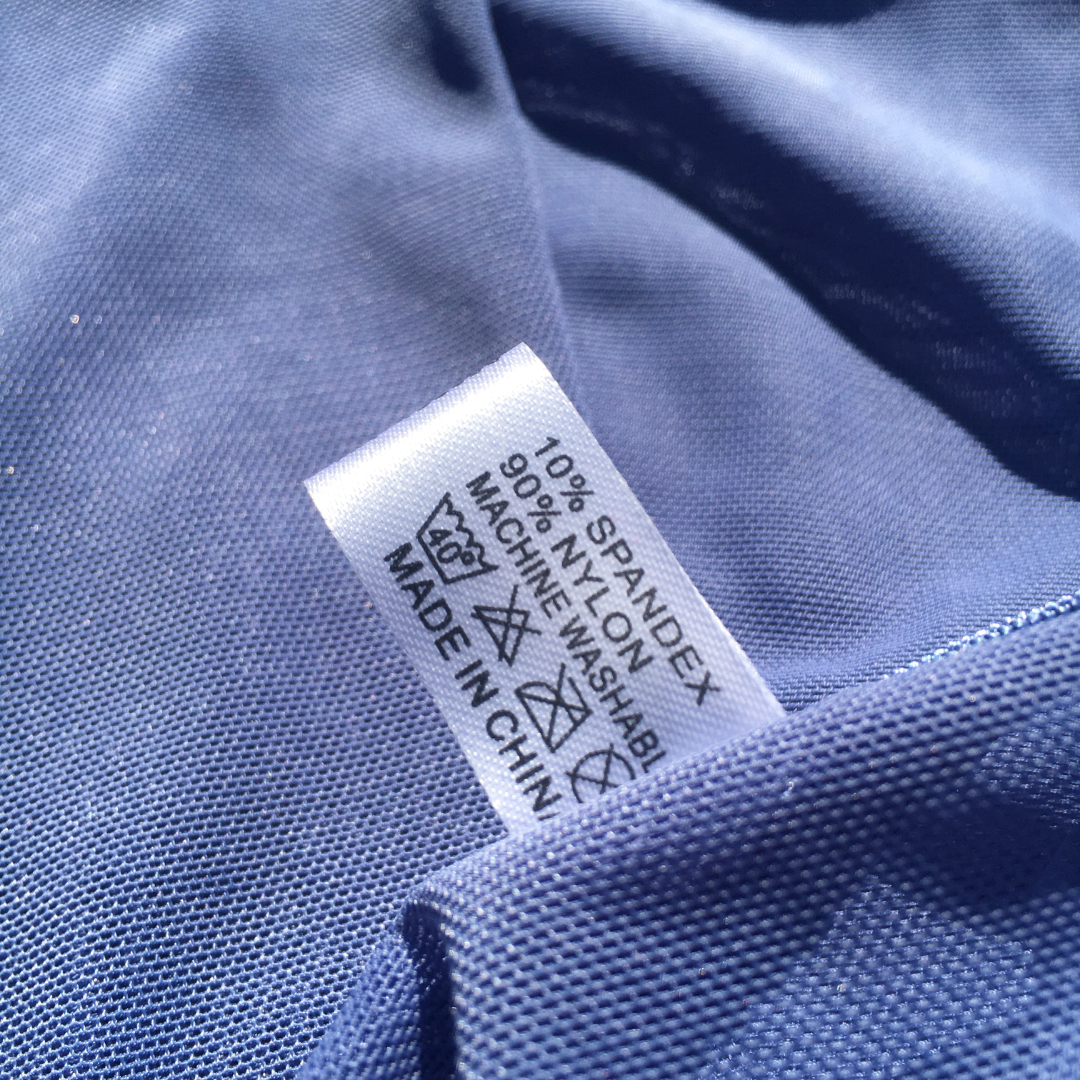 10% SPANDEX
90% NYLON
MACHINE WASHABL
40°
MADE IN CHIN